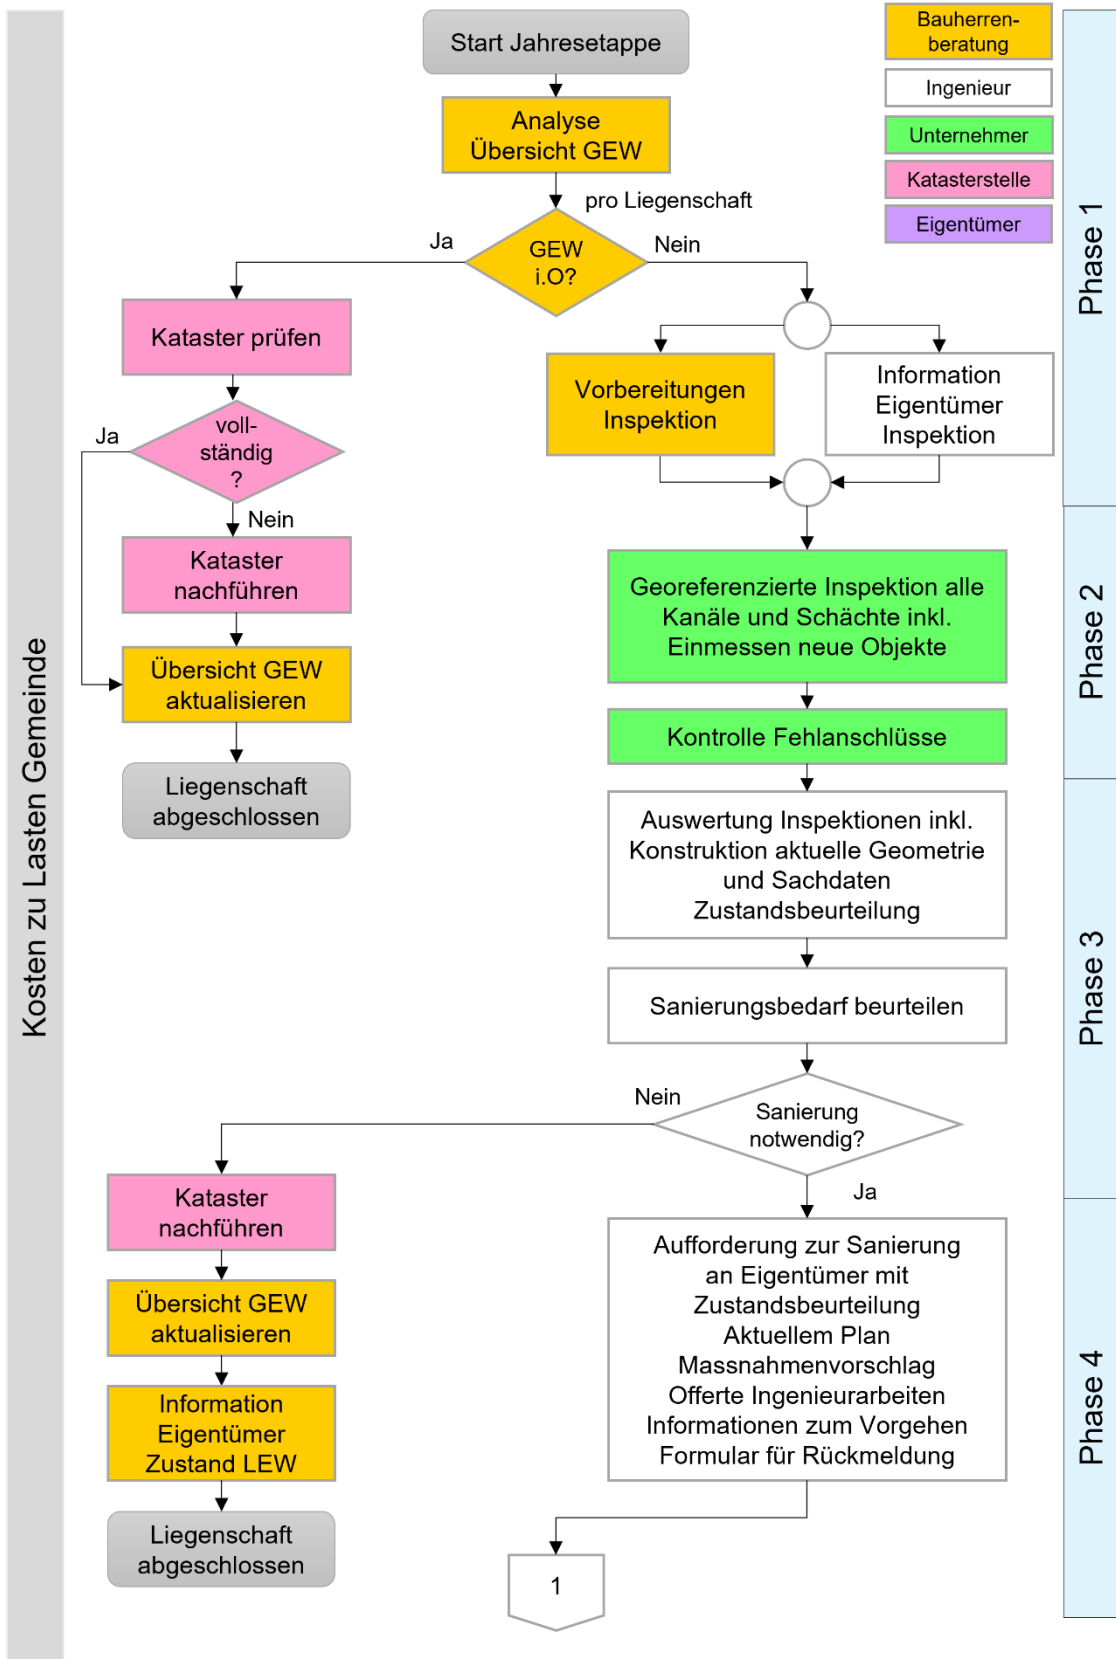 Start Jahresetappe
Bauherren-
beratung
Ingenieur
Unternehmer
Katasterstelle
Eigentümer
Analyse
Übersicht GEW
pro Liegenschaft
Ja
GEW
i.O?
Nein
Kataster prüfen
Vorbereitungen
Inspektion
Information
Eigentümer
Inspektion
Ja
voll-
ständig
?
Nein
Kataster
nachführen
Übersicht GEW
aktualisieren
Liegenschaft
abgeschlossen
Georeferenzierte Inspektion alle
Kanäle und Schächte inkl.
Einmessen neue Objekte
Kontrolle Fehlanschlüsse
Auswertung Inspektionen inkl.
Konstruktion aktuelle Geometrie
und Sachdaten
Zustandsbeurteilung
Sanierungsbedarf beurteilen
Nein
Sanierung
notwendig?
Ja
Kataster
nachführen
Übersicht GEW
aktualisieren
Information
Eigentümer
Zustand LEW
Liegenschaft
abgeschlossen
Aufforderung zur Sanierung
an Eigentümer mit
Zustandsbeurteilung
Aktuellem Plan
Massnahmenvorschlag
Offerte Ingenieurarbeiten
Informationen zum Vorgehen
Formular für Rückmeldung
1
Kosten zu Lasten Gemeinde
Phase 1
Phase 2
Phase 3
Phase 4